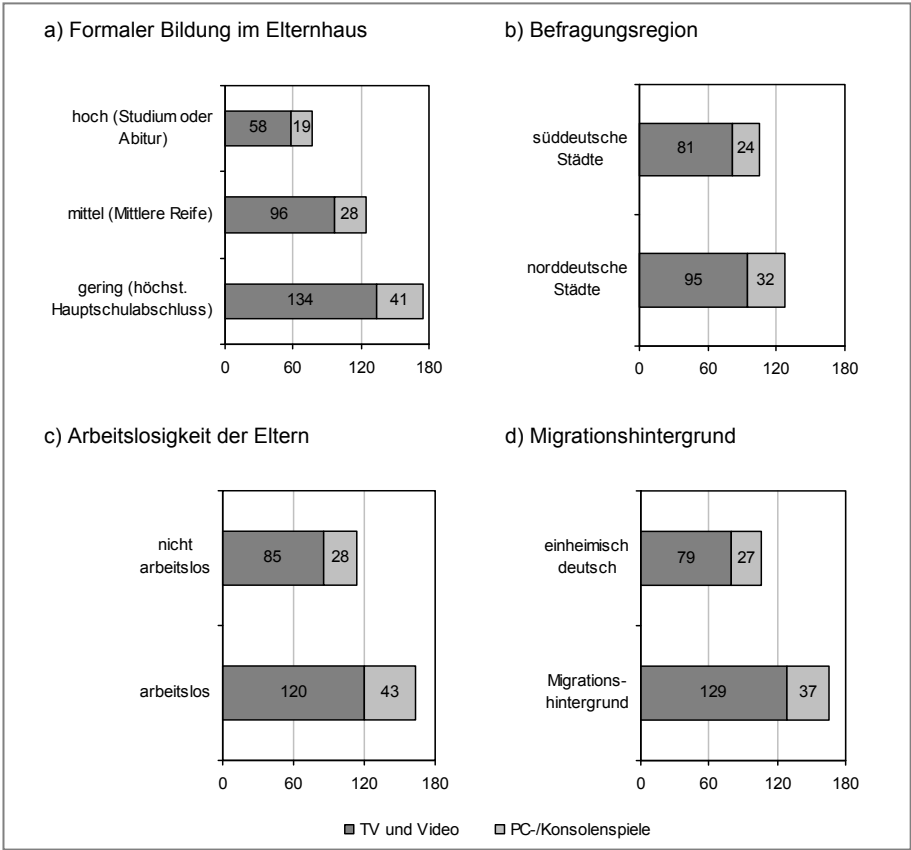 a) Formaler Bildung im Elternhaus
hoch (Studium oder
Abitur)
58 19
mittel (Mittlere Reife)
96 28
gering (höchst.
Hauptschulabschluss)
134 41
0 60 120 180
b) Befragungsregion
süddeutsche
Städte
81 24
norddeutsche
Städte
95 32
0 60 120 180
c) Arbeitslosigkeit der Eltern
nicht
arbeitslos
85 28
arbeitslos
120 43
0 60 120 180
d) Migrationshintergrund
einheimisch
deutsch
79 27
Migrations-
hintergrund
129 37
0 60 120 180
TV und Video PC-/Konsolenspiele